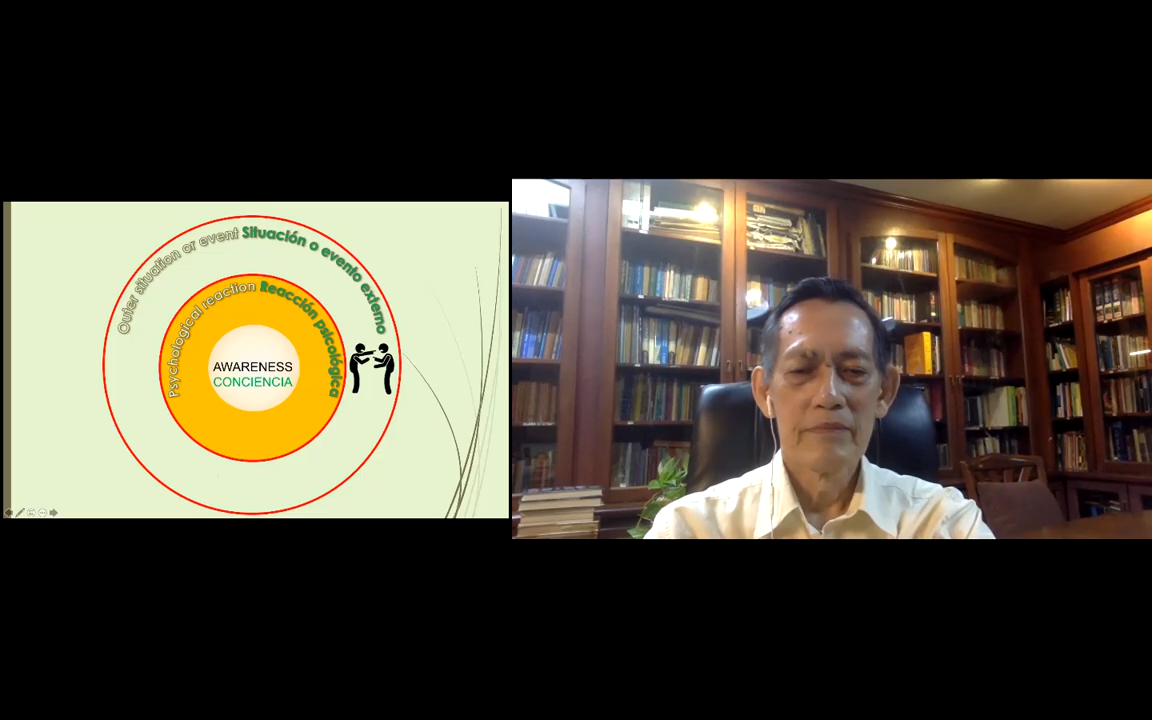 Outer situation or event Situación o evento externo
Psychological reaction Reacción psicológica
AWARENESS
CONCIENCIA